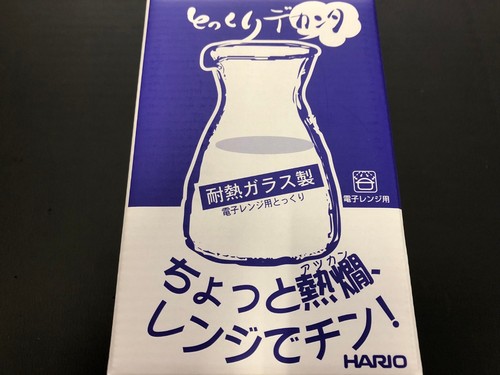 とっくりデカンタ
耐熱ガラス製
電子レンジ用とっくり
電子レンジ用
アツカン
ちょっと熱燗、
レンジでチン!
HARIO